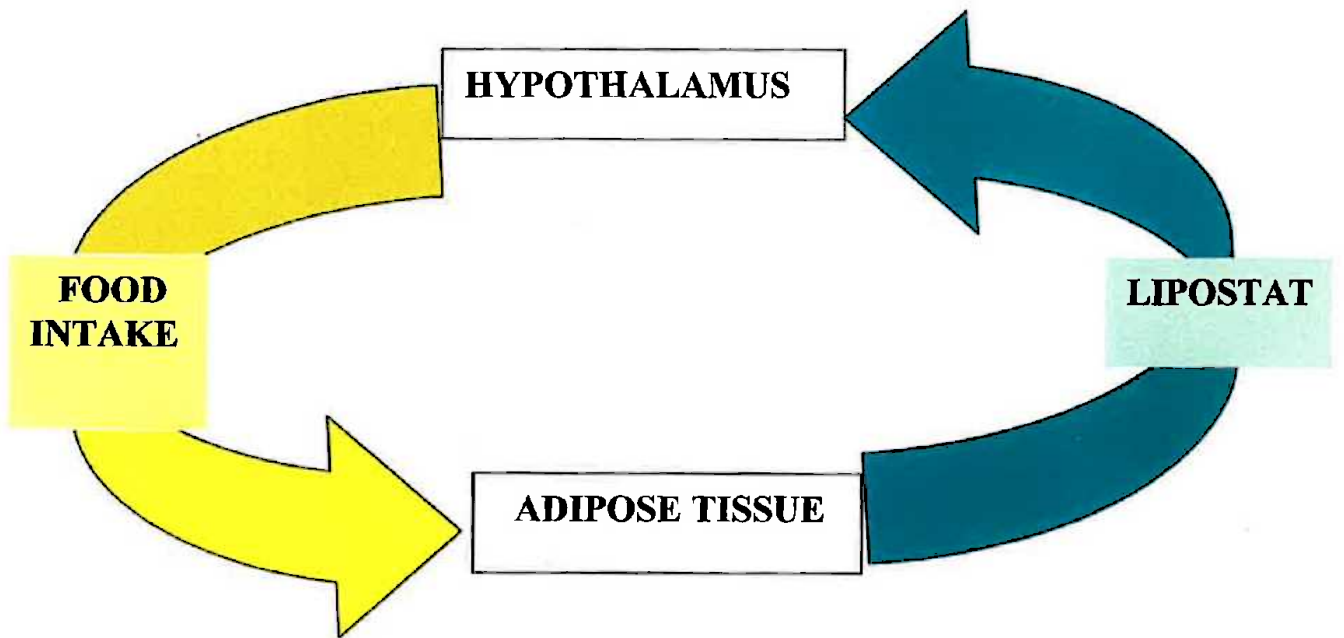 HYPOTHALAMUS
FOOD
INTAKE
LIPOSTAT
ADIPOSE TISSUE